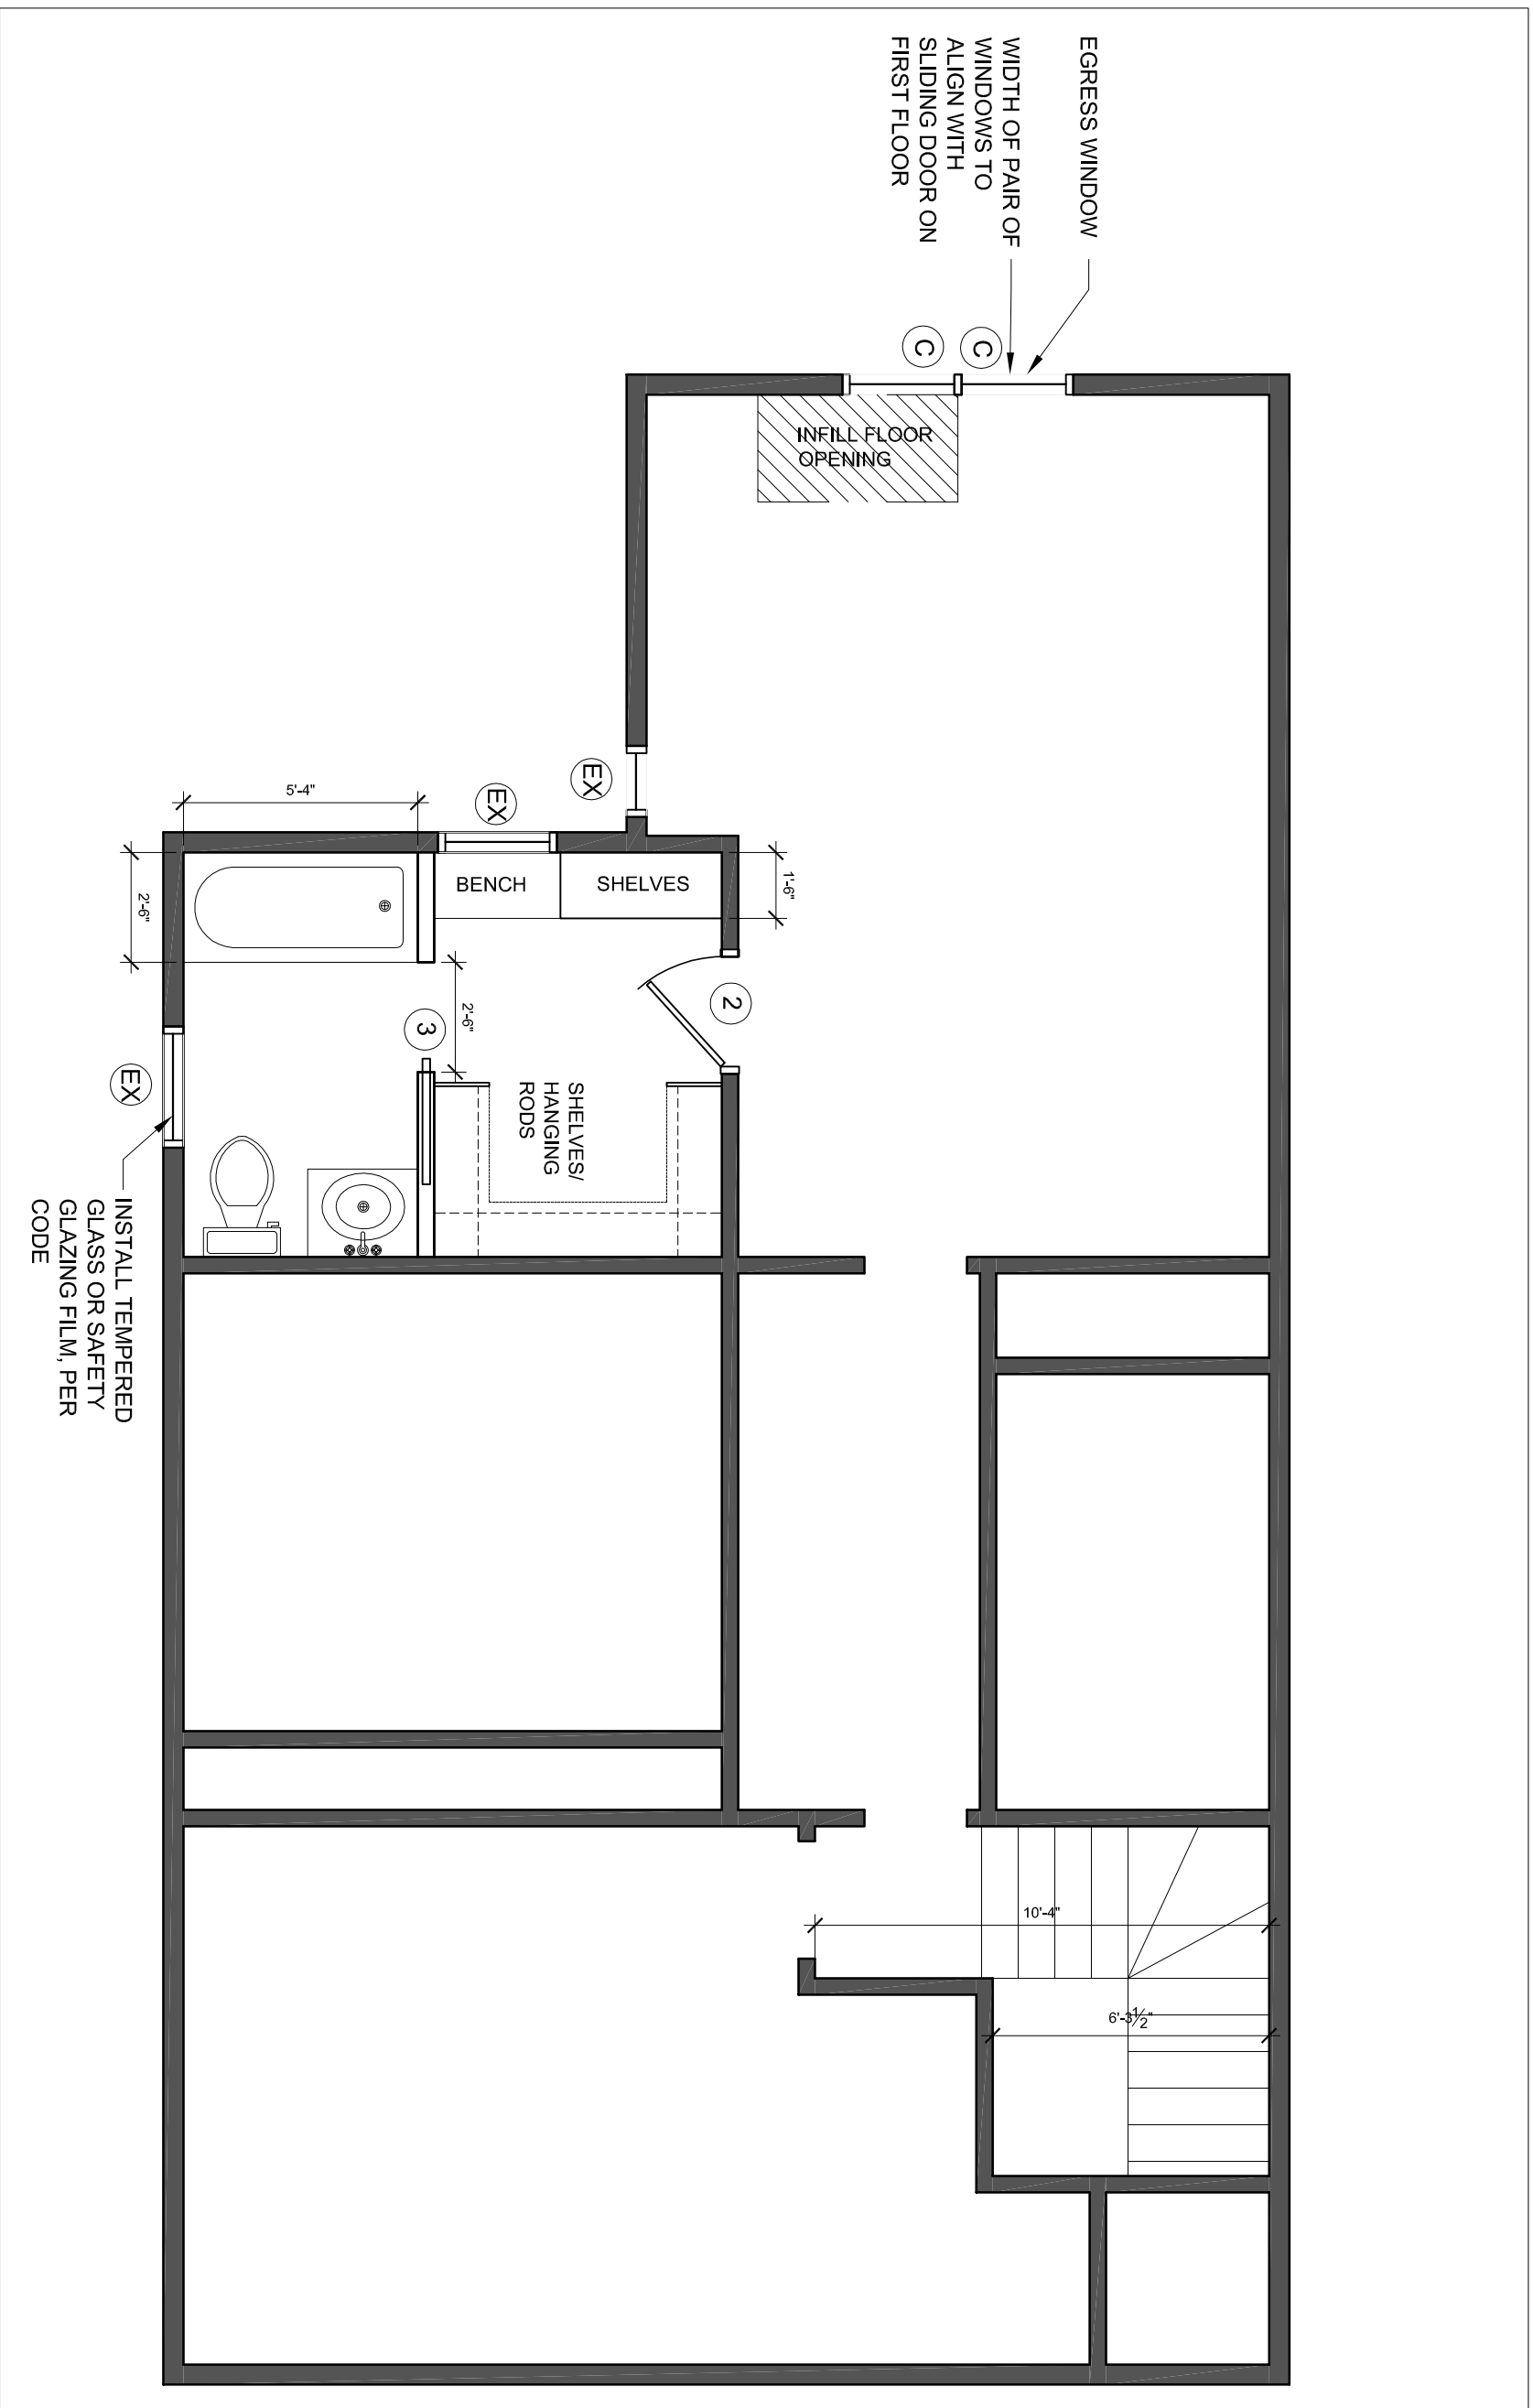 EGRESS WINDOW
WIDTH OF PAIR OF
WINDOWS TO
ALIGN WITH
SLIDING DOOR ON
FIRST FLOOR
C
C
INFILL FLOOR
OPENING
EX
EX
5'-4"
2'-6"
1'-6"
BENCH
SHELVES
2
2'-6"
3
SHELVES/
HANGING
RODS
EX
INSTALL TEMPERED
GLASS OR SAFETY
GLAZING FILM, PER
CODE
10'-4"
6'-3½"